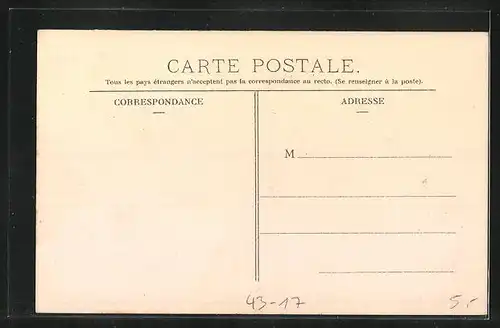 CARTE POSTALE.
Tous les pays étrangers n'acceptent pas la correspondance au recto. (Se renseigner à la poste).
CORRESPONDANCE
ADRESSE
M
43-17
5.-